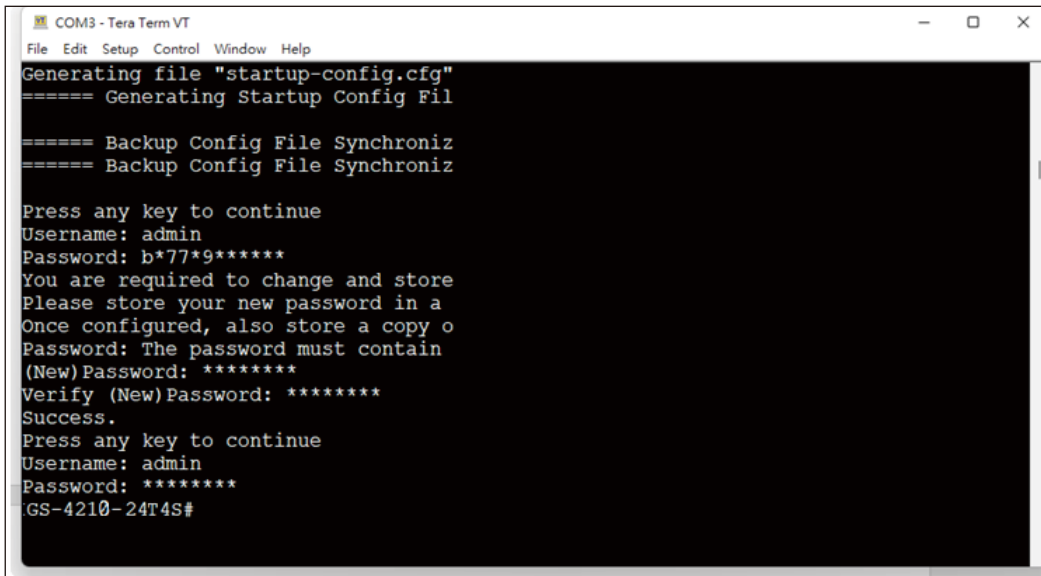 COM3 - Tera Term VT
File Edit Setup Control Window Help
Generating file "startup-config.cfg"
====== Generating Startup Config Fil
====== Backup Config File Synchroniz
====== Backup Config File Synchroniz
Press any key to continue
Username: admin
Password: b*77*9******
You are required to change and store
Please store your new password in a
Once configured, also store a copy o
Password: The password must contain
(New)Password: ********
Verify (New)Password: ********
Success.
Press any key to continue
Username: admin
Password: ********
GS-4210-24T4S#